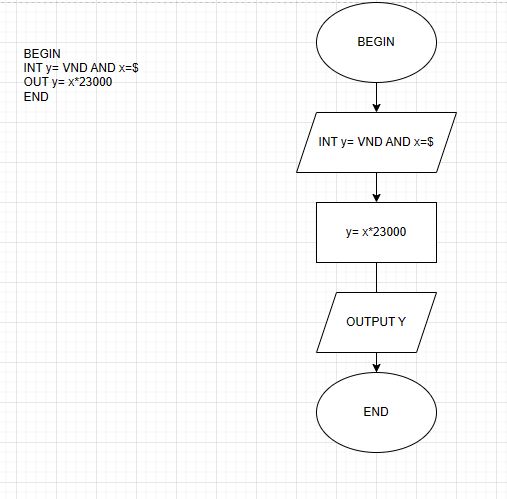 BEGIN
INT y= VND AND x=$
OUT y= x*23000
END
BEGIN
INT y= VND AND x=$
y= x*23000
OUTPUT Y
END